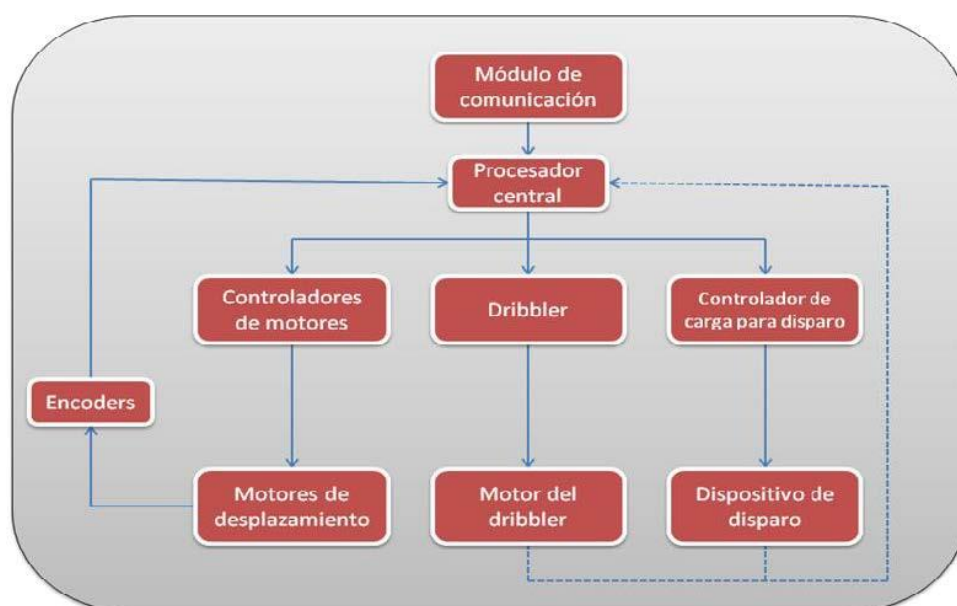 Módulo de
comunicación
Procesador
central
Controladores
de motores
Dribbler
Controlador de
carga para disparo
Encoders
Motores de
desplazamiento
Motor del
dribbler
Dispositivo de
disparo